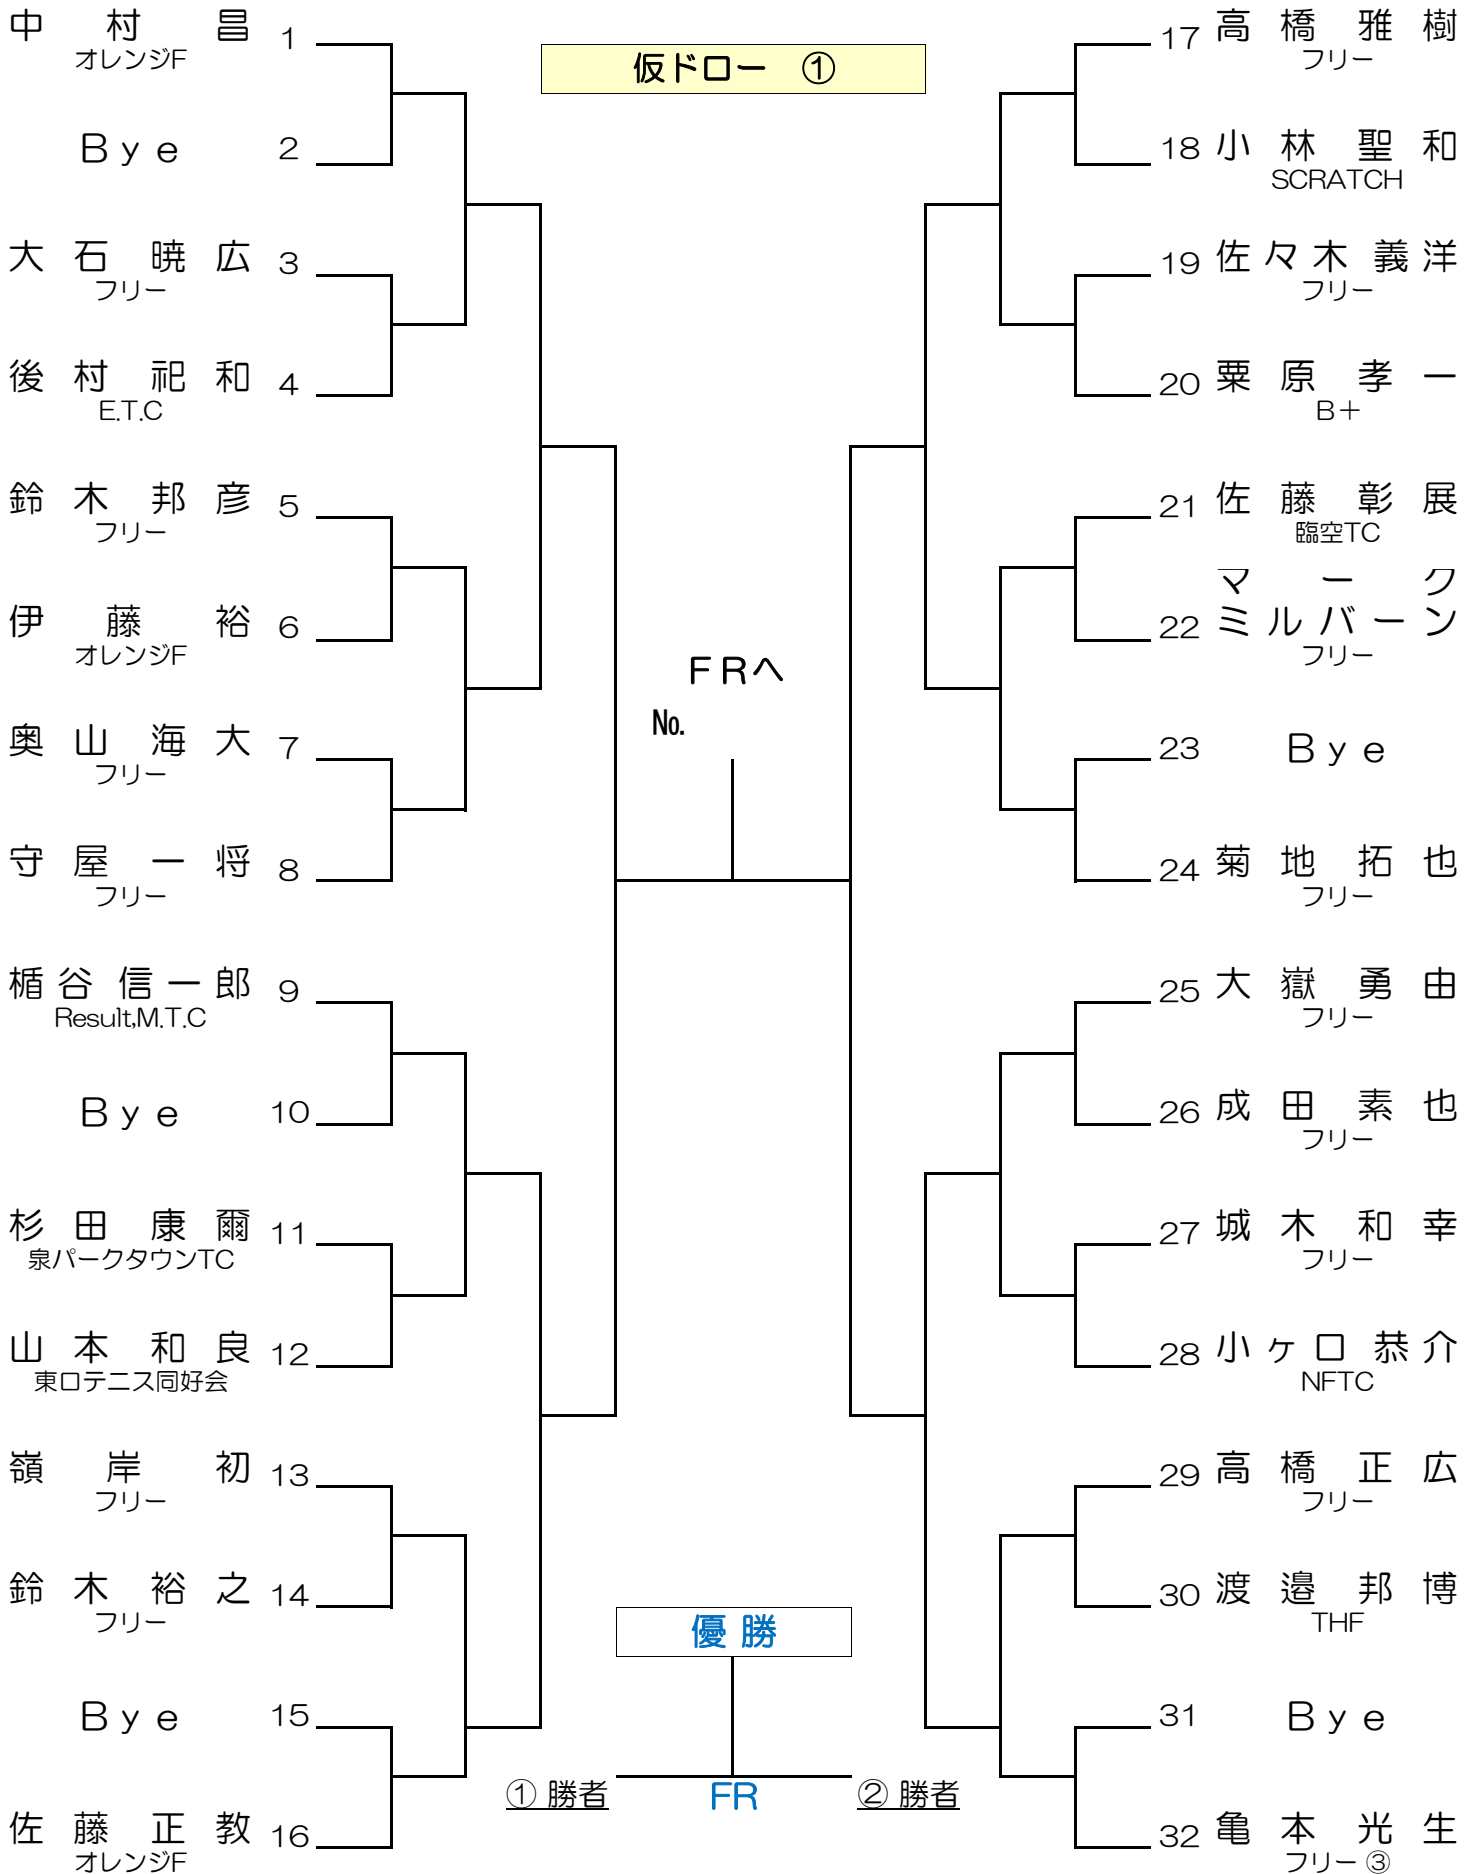 仮ドロー ①
中村昌 1
オレンジF
Bye 2
大石暁広 3
フリー
後村祀和 4
E.T.C
鈴木邦彦 5
フリー
伊藤裕 6
オレンジF
奥山海大 7
フリー
守屋一将 8
フリー
楯谷信一郎 9
Result,M.T.C
Bye 10
杉田康爾 11
泉パークタウンTC
山本和良 12
東口テニス同好会
嶺岸初 13
フリー
鈴木裕之 14
フリー
Bye 15
佐藤正教 16
オレンジF
FRへ
№
優勝
① 勝者
FR
② 勝者
17 高橋雅樹
フリー
18 小林聖和
SCRATCH
19 佐々木義洋
フリー
20 粟原孝一
B+
21 佐藤彰展
臨空TC
マーク
22 ミルバーン
フリー
23 Bye
24 菊地拓也
フリー
25 大嶽勇由
フリー
26 成田素也
フリー
27 城木和幸
フリー
28 小ヶ口恭介
NFTC
29 高橋正広
フリー
30 渡邉邦博
THF
31 Bye
32 亀本光生
フリー ③